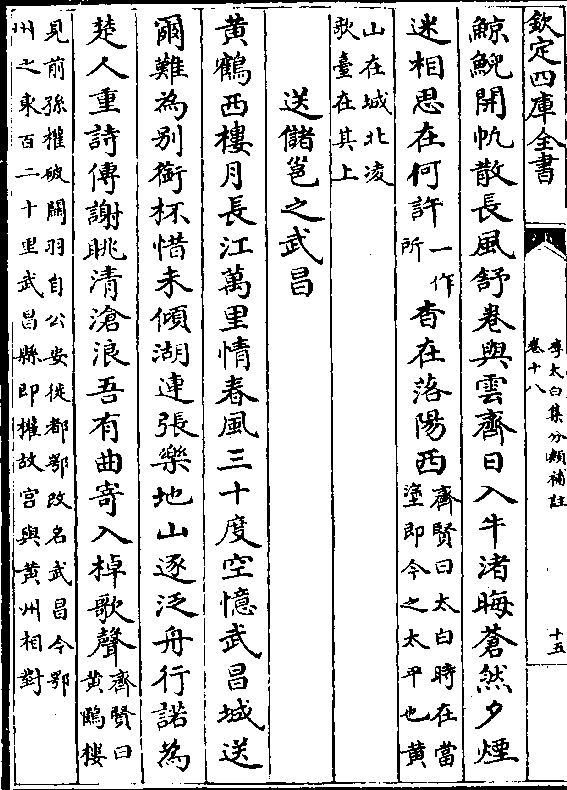 欽定四庫全書
李太白集分類補註
卷十八
十五
鯨鯢開帆散長風舒卷與雲齊日入牛渚晦蒼然夕煙
迷相思在何許一作
所
杳在落陽西齊賢曰太白時在當
塗即今之太平也黄
山在城北凌
歌臺在其上
送儲邕之武昌
黄鶴西樓月長江萬里情春風三十度空憶武昌城送
爾難為别銜杯惜未傾湖連張樂地山逐泛舟行諾為
楚人重詩傳謝眺清滄浪吾有曲寄入棹歌聲齊賢曰
黄鶴樓
見前孫權破關羽自公安徙都鄂改名武昌今鄂
州之東百二十里武昌縣即權故宫與黄州相對